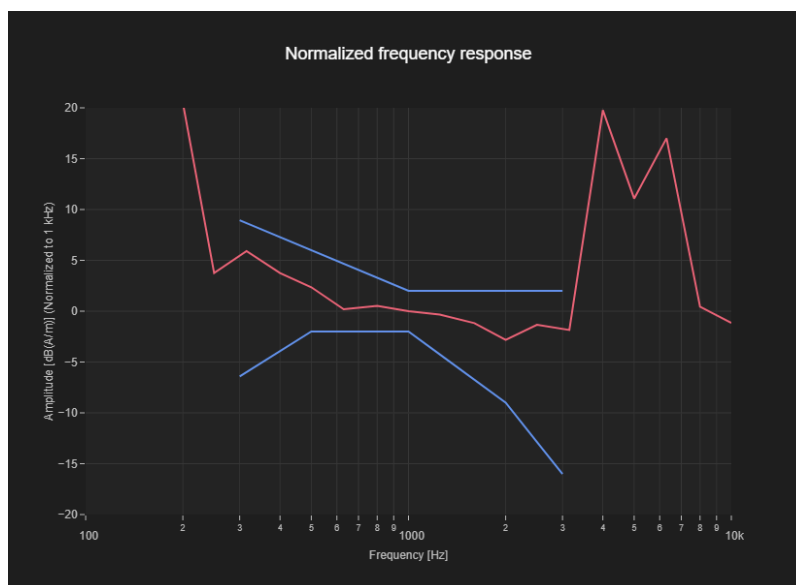 Normalized frequency response
Amplitude [dB(A/m)] (Normalized to 1 kHz)
20
15
10
5
0
−5
−10
−15
−20
100 2 3 4 5 6 7 8 9 1000 2 3 4 5 6 7 8 9 10k
Frequency [Hz]